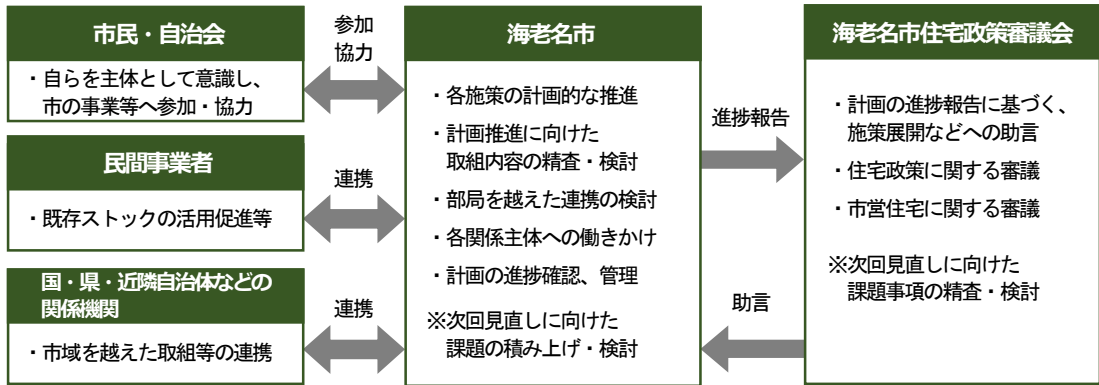 市民・自治会
・自らを主体として意識し、
市の事業等へ参加・協力
民間事業者
・既存ストックの活用促進等
国・県・近隣自治体などの
関係機関
・市域を越えた取組等の連携
参加
協力
連携
連携
海老名市
・各施策の計画的な推進
・計画推進に向けた
取組内容の精査・検討
・部局を越えた連携の検討
・各関係主体への働きかけ
・計画の進捗確認、管理
※次回見直しに向けた
課題の積み上げ・検討
進捗報告
助言
海老名市住宅政策審議会
・計画の進捗報告に基づく、
施策展開などへの助言
・住宅政策に関する審議
・市営住宅に関する審議
※次回見直しに向けた
課題事項の精査・検討